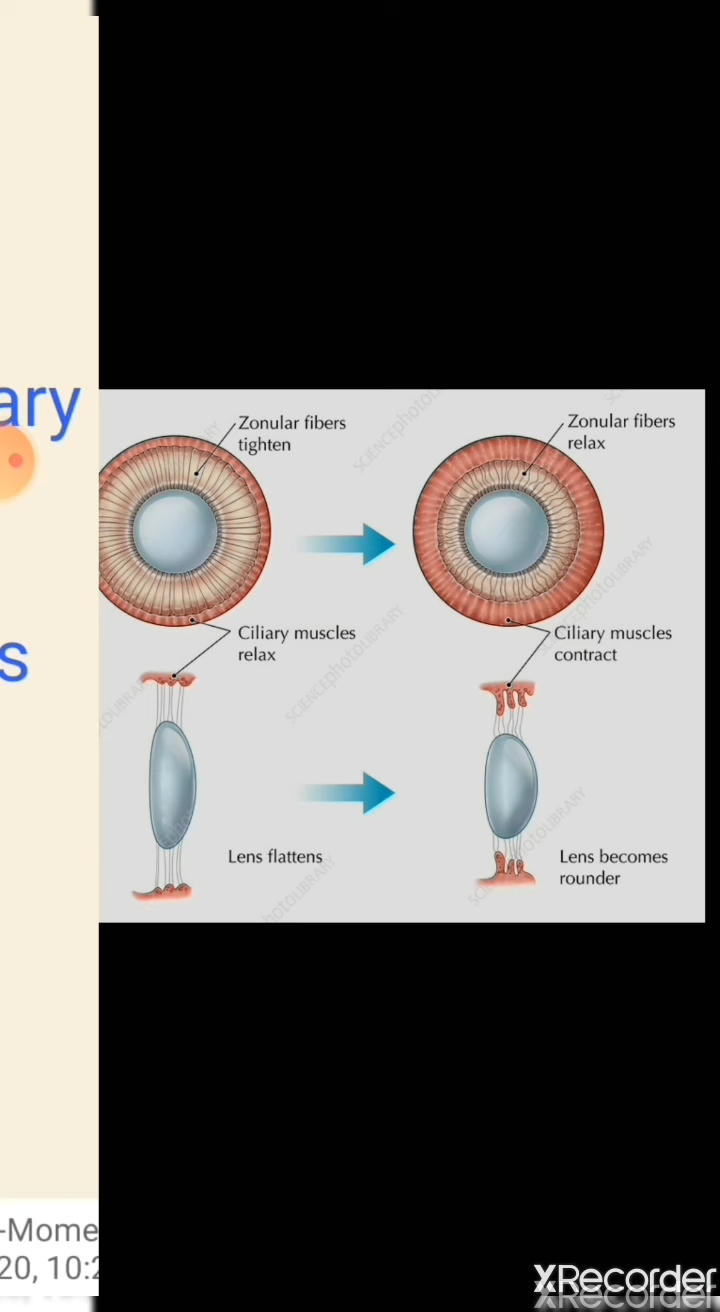 ary
s
Zonular fibers
tighten
Zonular fibers
relax
Ciliary muscles
relax
Ciliary muscles
contract
Lens flattens
Lens becomes
rounder
SCIENCEphotoLIBRARY
-Mome
20, 10:2
XRecorder